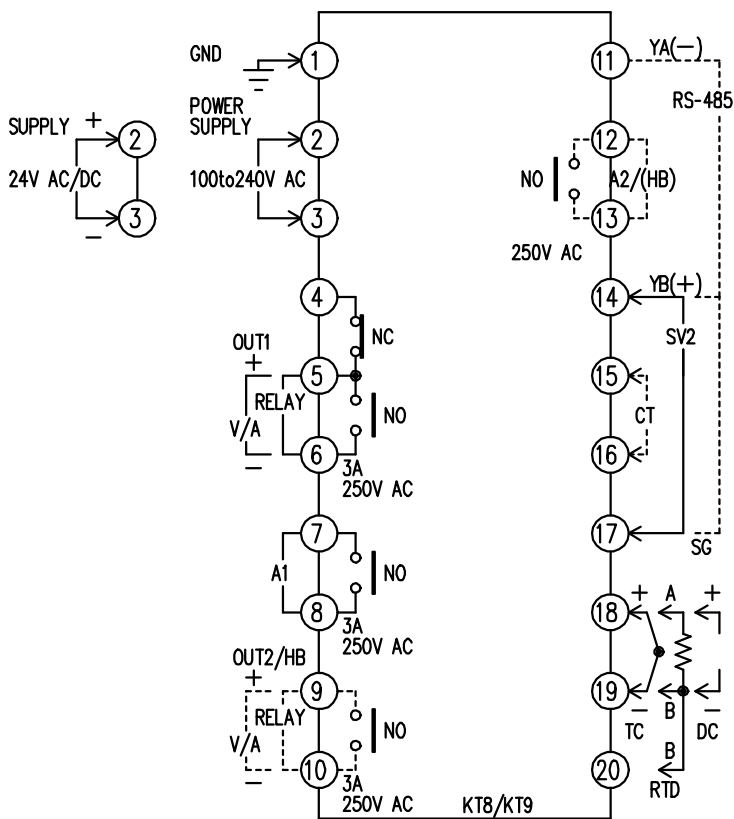 GND
1
11
YA(−)
RS-485
SUPPLY +
2
24V AC/DC
3
−
POWER
SUPPLY
2
100to240V AC
3
12
NO
A2/(HB)
13
250V AC
4
NC
14
YB(+)
SV2
OUT1
+
5
RELAY
V/A
NO
−
6
3A
250V AC
15
CT
16
7
A1
NO
8
3A
250V AC
17
SG
18
+
A
+
OUT2/HB
+
9
RELAY
V/A
NO
−
10
3A
250V AC
19
−
TC
B
−
DC
B
20
RTD
KT8/KT9